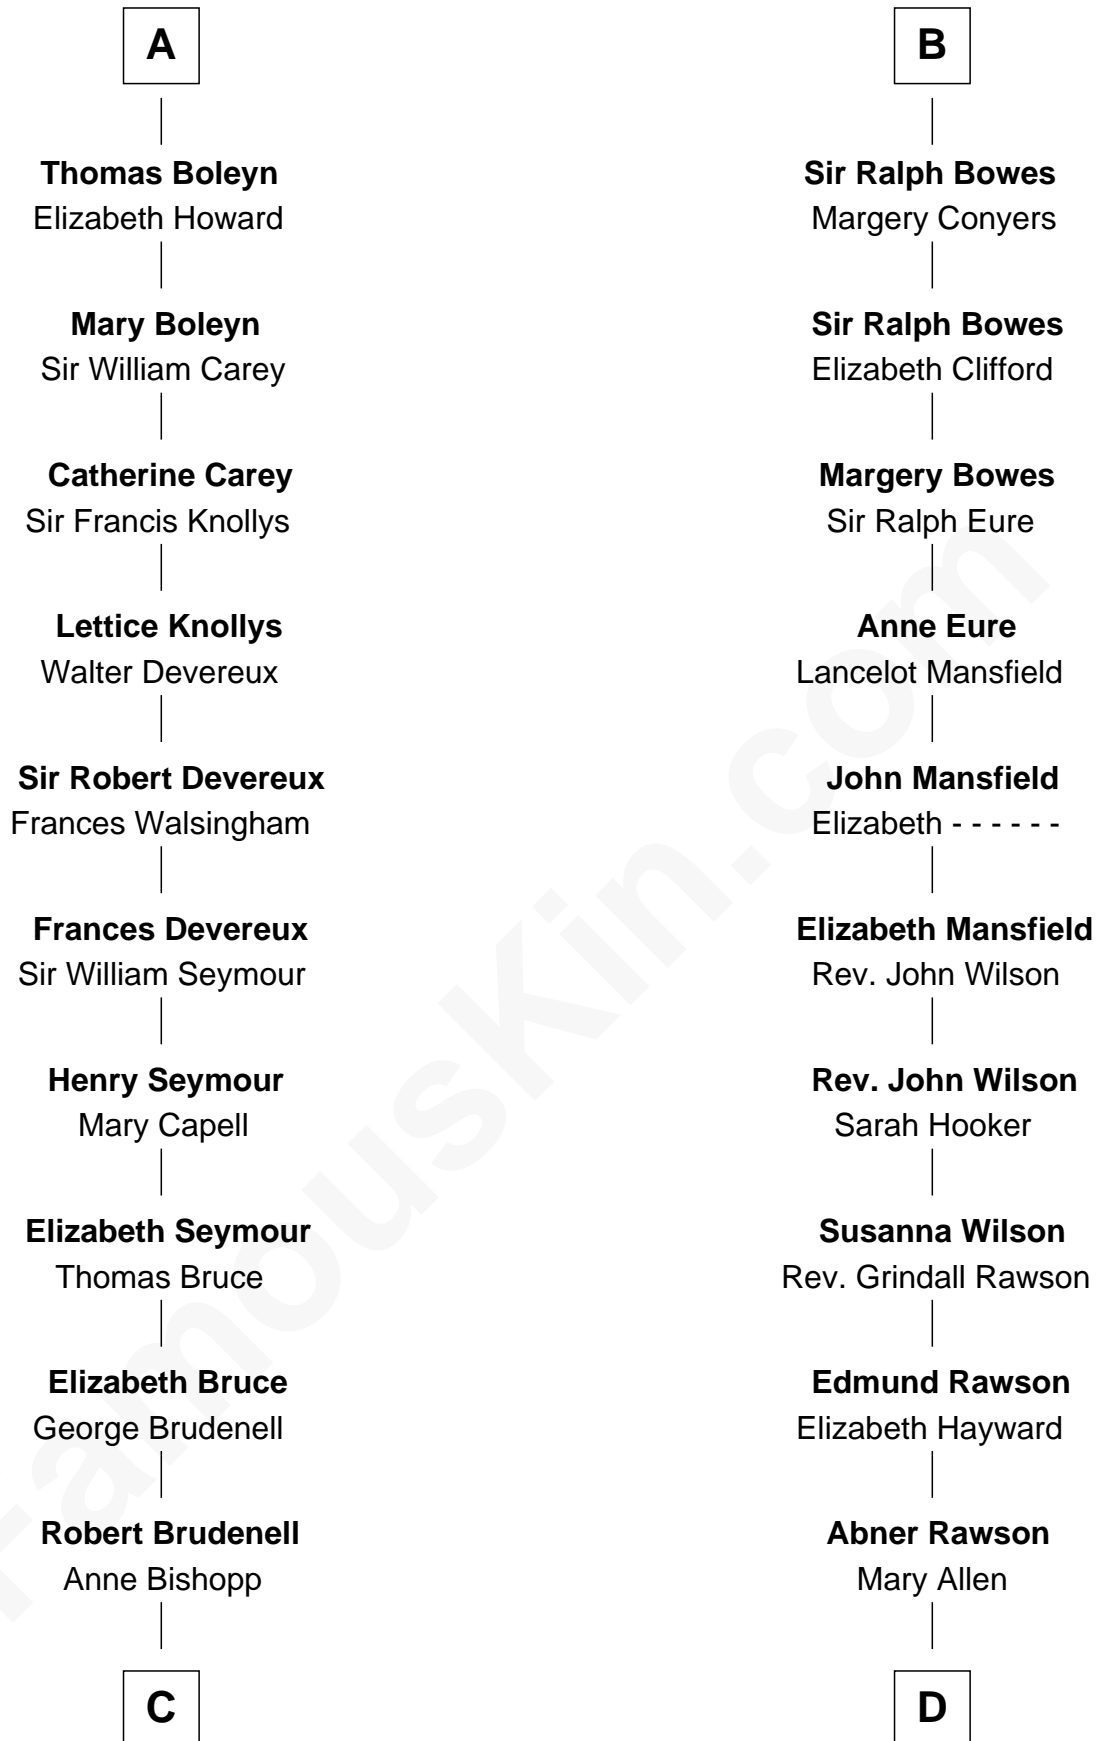 A
Thomas Boleyn
Elizabeth Howard
Mary Boleyn
Sir William Carey
Catherine Carey
Sir Francis Knollys
Lettice Knollys
Walter Devereux
Sir Robert Devereux
Frances Walsingham
Frances Devereux
Sir William Seymour
Henry Seymour
Mary Capell
Elizabeth Seymour
Thomas Bruce
Elizabeth Bruce
George Brudenell
Robert Brudenell
Anne Bishopp
C
B
Sir Ralph Bowes
Margery Conyers
Sir Ralph Bowes
Elizabeth Clifford
Margery Bowes
Sir Ralph Eure
Anne Eure
Lancelot Mansfield
John Mansfield
Elizabeth - - - - - -
Elizabeth Mansfield
Rev. John Wilson
Rev. John Wilson
Sarah Hooker
Susanna Wilson
Rev. Grindall Rawson
Edmund Rawson
Elizabeth Hayward
Abner Rawson
Mary Allen
D
FamousKin.com